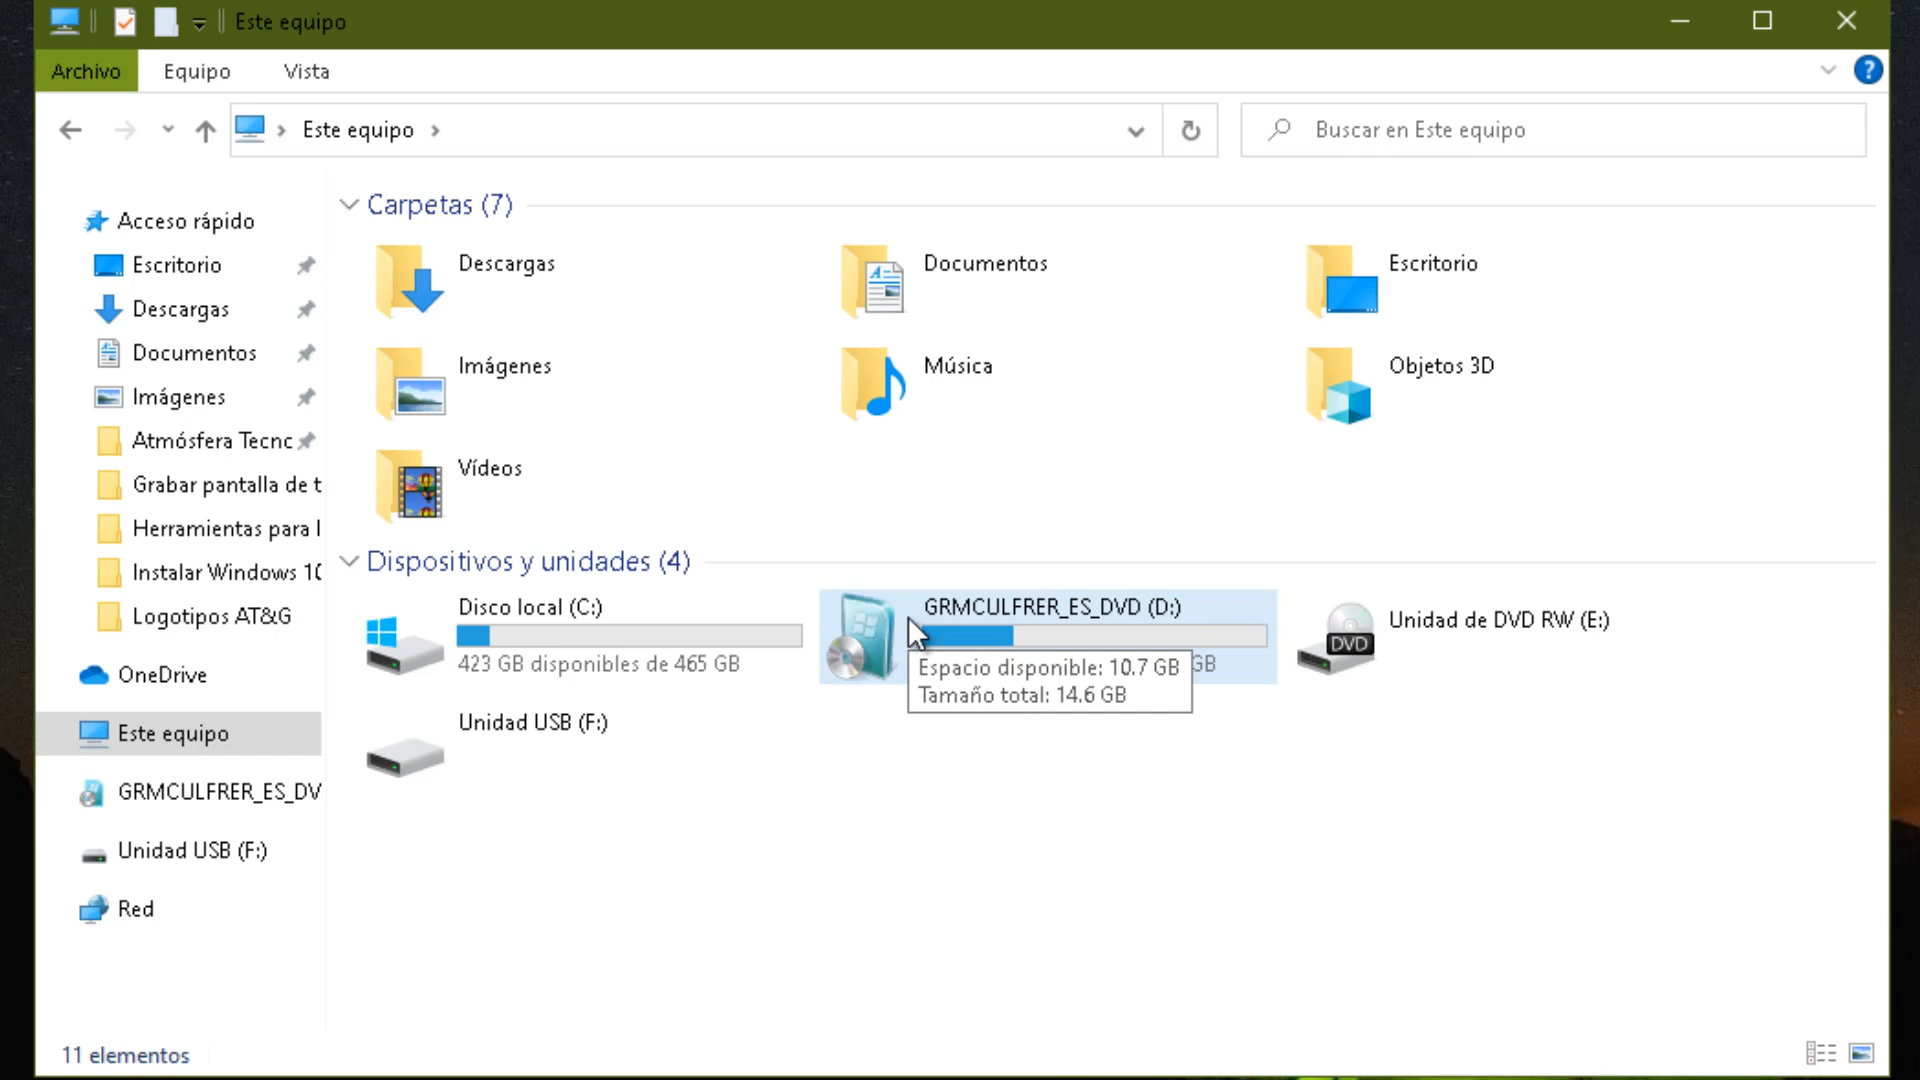 Este equipo
Archivo
Equipo
Vista
?
Este equipo
Buscar en Este equipo
Acceso rápido
Escritorio
Descargas
Documentos
Imágenes
Atmósfera Tecnc
Grabar pantalla de t
Herramientas para l
Instalar Windows 10
Logotipos AT&G
OneDrive
Este equipo
GRMCULFRER_ES_DV
Unidad USB (F:)
Red
Carpetas (7)
Descargas
Documentos
Escritorio
Imágenes
Música
Objetos 3D
Vídeos
Dispositivos y unidades (4)
Disco local (C:)
423 GB disponibles de 465 GB
GRMCULFRER_ES_DVD (D:)
GB
Espacio disponible: 10.7 GB
Tamaño total: 14.6 GB
DVD
Unidad de DVD RW (E:)
Unidad USB (F:)
11 elementos